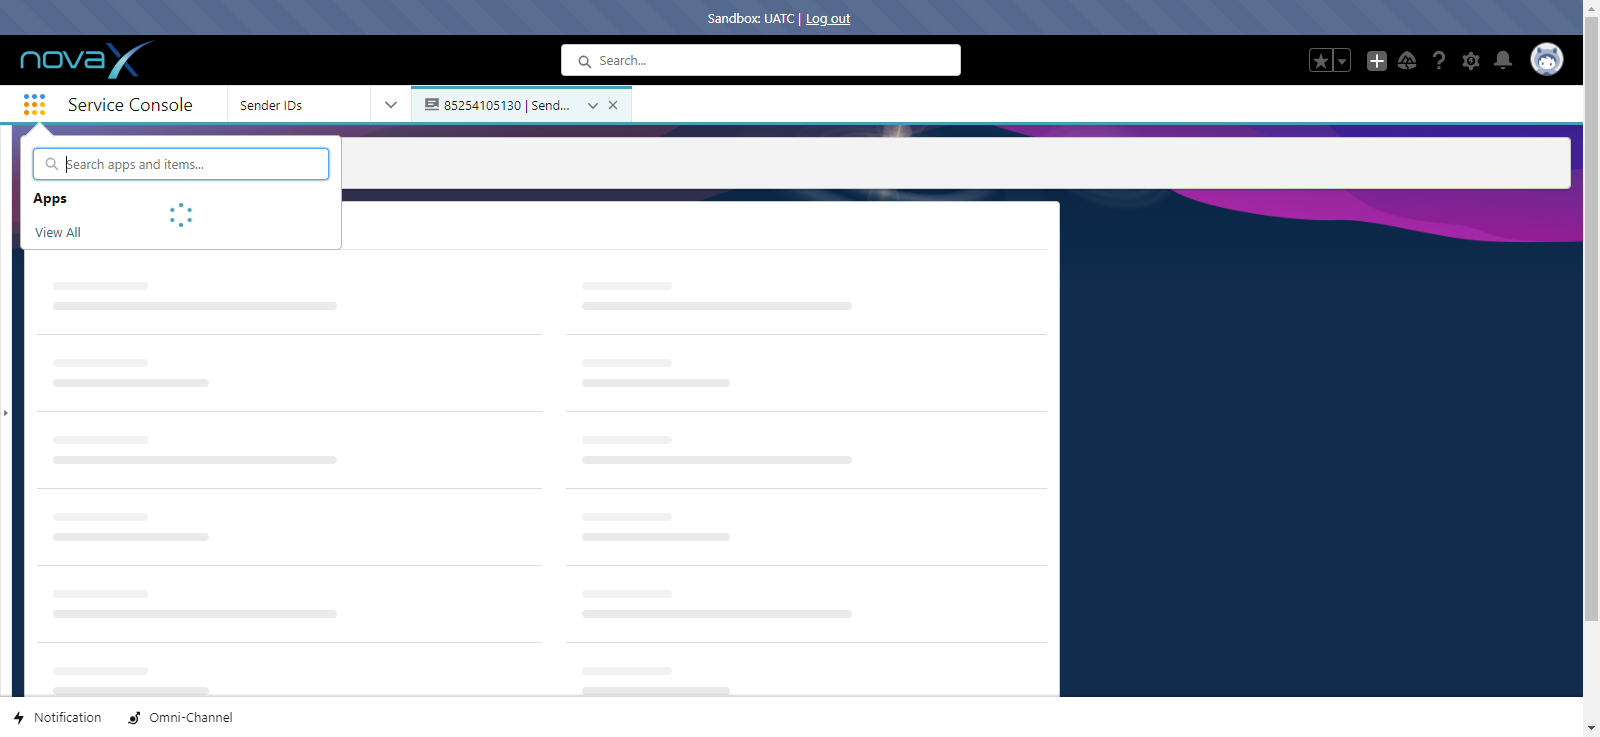 Sandbox: UATC | Log out
novaX
Search...
Service Console
Sender IDs
85254105130 | Send...
Search apps and items...
Apps
View All
Notification
Omni-Channel